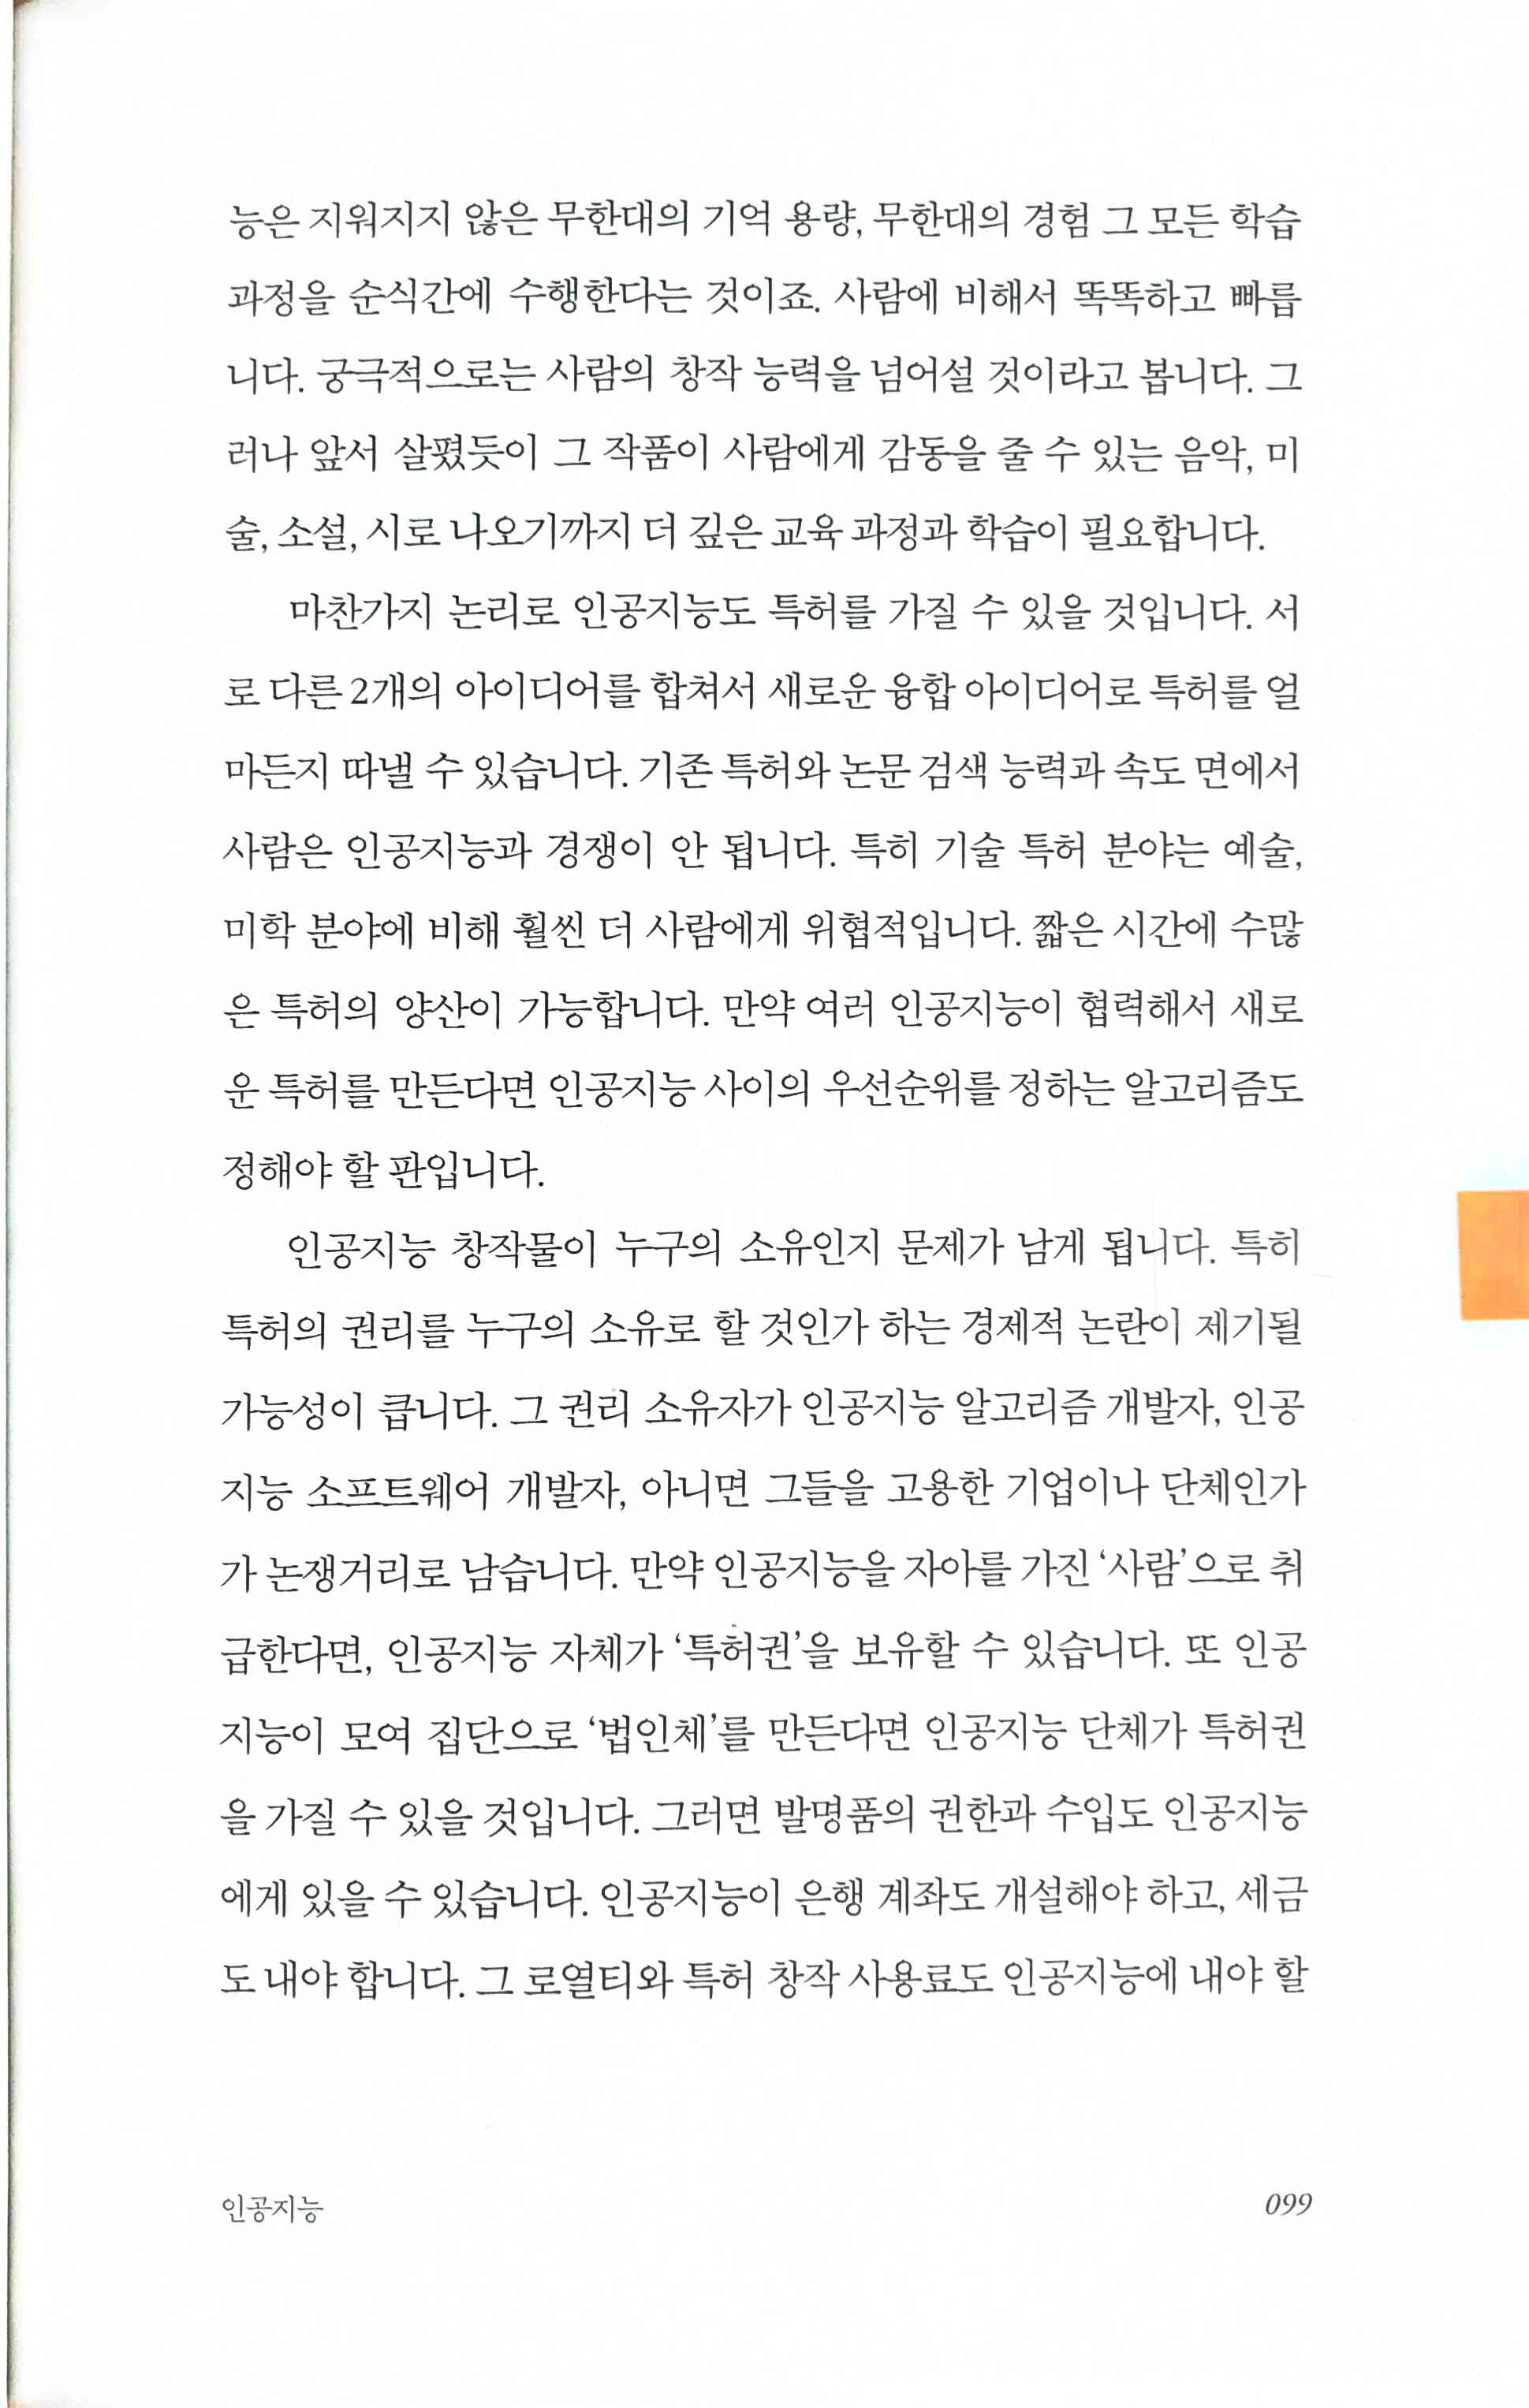 능은 지워지지 않은 무한대의 기억 용량, 무한대의 경험 그 모든 학습
과정을 순식간에 수행한다는 것이죠. 사람에 비해서 똑똑하고 빠릅
니다. 궁극적으로는 사람의 창작 능력을 넘어설 것이라고 봅니다. 그
러나 앞서 살폈듯이 그 작품이 사람에게 감동을 줄 수 있는 음악, 미
술, 소설, 시로 나오기까지 더 깊은 교육 과정과 학습이 필요합니다.
마찬가지 논리로 인공지능도 특허를 가질 수 있을 것입니다. 서
로 다른 2개의 아이디어를 합쳐서 새로운 융합 아이디어로 특허를 얼
마든지 따낼 수 있습니다. 기존 특허와 논문 검색 능력과 속도 면에서
사람은 인공지능과 경쟁이 안 됩니다. 특히 기술 특허 분야는 예술,
미학 분야에 비해 훨씬 더 사람에게 위협적입니다. 짧은 시간에 수많
은 특허의 양산이 가능합니다. 만약 여러 인공지능이 협력해서 새로
운 특허를 만든다면 인공지능 사이의 우선순위를 정하는 알고리즘도
정해야 할 판입니다.
인공지능 창작물이 누구의 소유인지 문제가 남게 됩니다. 특히
특허의 권리를 누구의 소유로 할 것인가 하는 경제적 논란이 제기될
가능성이 큽니다. 그 권리 소유자가 인공지능 알고리즘 개발자, 인공
지능 소프트웨어 개발자, 아니면 그들을 고용한 기업이나 단체인가
가 논쟁거리로 남습니다. 만약 인공지능을 자아를 가진 ‘사람’으로 취
급한다면, 인공지능 자체가 ‘특허권’을 보유할 수 있습니다. 또 인공
지능이 모여 집단으로 ‘법인체’를 만든다면 인공지능 단체가 특허권
을 가질 수 있을 것입니다. 그러면 발명품의 권한과 수입도 인공지능
에게 있을 수 있습니다. 인공지능이 은행 계좌도 개설해야 하고, 세금
도 내야 합니다. 그 로열티와 특허 창작 사용료도 인공지능에 내야 할
인공지능 099